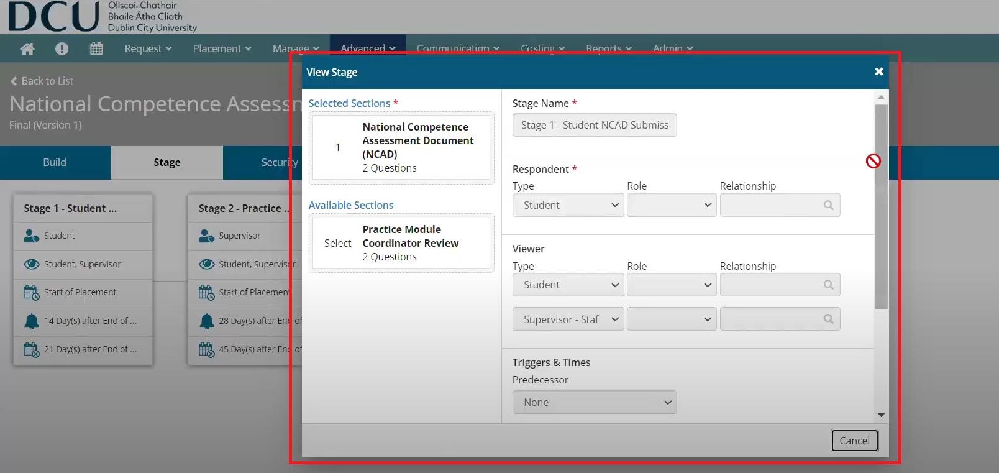 DCU
Ollscoil Chathair
Bhaile Átha Cliath
Dublin City University
Request Placement Manage Advanced Communication Costing Reports Admin
Back to List
National Competence Assessm
Final (Version 1)
Build Stage Security
Stage 1 - Student ...
Student
Student, Supervisor
Start of Placement
14 Day(s) after End of ...
21 Day(s) after End of ...
Stage 2 - Practice ..
Supervisor
Student, Supervisor
Start of Placement
28 Day(s) after End of
45 Day(s) after End of
View Stage
Selected Sections *
1
National Competence
Assessment Document
(NCAD)
2 Questions
Available Sections
Select
Practice Module
Coordinator Review
2 Questions
Stage Name *
Stage 1 - Student NCAD Submiss
Respondent *
Type Role Relationship
Student
Viewer
Type Role Relationship
Student
Supervisor - Staf
Triggers & Times
Predecessor
None
Cancel